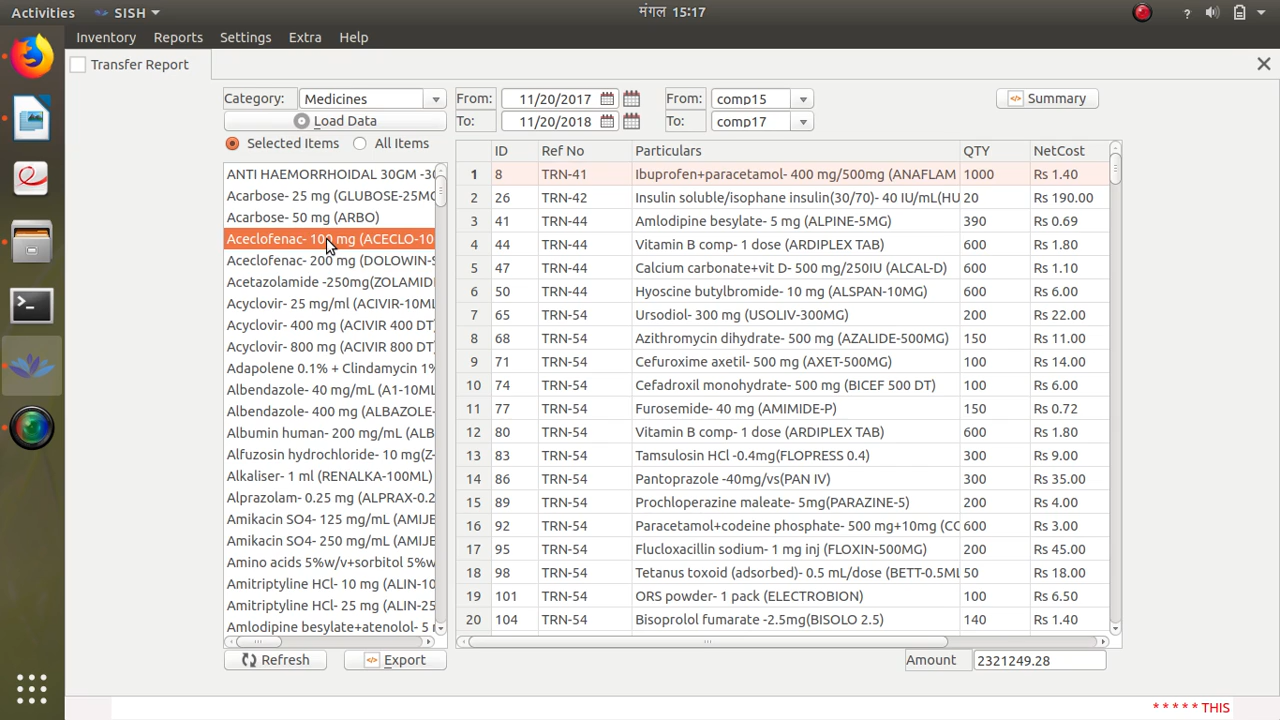 Activities SISH मंगल 15:17 ?
Inventory Reports Settings Extra Help
Transfer Report
Category: Medicines From: 11/20/2017 From: comp15 Summary
Load Data To: 11/20/2018 To: comp17
Selected Items All Items
ANTI HAEMORRHOIDAL 30GM -30
Acarbose- 25 mg (GLUBOSE-25MG
Acarbose- 50 mg (ARBO)
Aceclofenac- 100 mg (ACECLO-10
Aceclofenac- 200 mg (DOLOWIN-S
Acetazolamide -250mg(ZOLAMID
Acyclovir- 25 mg/ml (ACIVIR-10ML
Acyclovir- 400 mg (ACIVIR 400 DT)
Acyclovir- 800 mg (ACIVIR 800 DT)
Adapolene 0.1% + Clindamycin 1%
Albendazole- 40 mg/mL (A1-10ML
Albendazole- 400 mg (ALBAZOLE-
Albumin human- 200 mg/mL (ALB
Alfuzosin hydrochloride- 10 mg(Z-
Alkaliser- 1 ml (RENALKA-100ML)
Alprazolam- 0.25 mg (ALPRAX-0.2
Amikacin SO4- 125 mg/mL (AMIJE
Amikacin SO4- 250 mg/mL (AMIJE
Amino acids 5%w/v+sorbitol 5%w
Amitriptyline HCl- 10 mg (ALIN-10
Amitriptyline HCl- 25 mg (ALIN-25
Amlodipine besylate+atenolol- 5 m
ID Ref No Particulars QTY NetCost
1 8 TRN-41 Ibuprofen+paracetamol- 400 mg/500mg (ANAFLAM 1000 Rs 1.40
2 26 TRN-42 Insulin soluble/isophane insulin(30/70)- 40 IU/mL(HU 20 Rs 190.00
3 41 TRN-44 Amlodipine besylate- 5 mg (ALPINE-5MG) 390 Rs 0.69
4 44 TRN-44 Vitamin B comp- 1 dose (ARDIPLEX TAB) 600 Rs 1.80
5 47 TRN-44 Calcium carbonate+vit D- 500 mg/250IU (ALCAL-D) 600 Rs 1.10
6 50 TRN-44 Hyoscine butylbromide- 10 mg (ALSPAN-10MG) 600 Rs 6.00
7 65 TRN-54 Ursodiol- 300 mg (USOLIV-300MG) 200 Rs 22.00
8 68 TRN-54 Azithromycin dihydrate- 500 mg (AZALIDE-500MG) 150 Rs 11.00
9 71 TRN-54 Cefuroxime axetil- 500 mg (AXET-500MG) 100 Rs 14.00
10 74 TRN-54 Cefadroxil monohydrate- 500 mg (BICEF 500 DT) 100 Rs 6.00
11 77 TRN-54 Furosemide- 40 mg (AMIMIDE-P) 150 Rs 0.72
12 80 TRN-54 Vitamin B comp- 1 dose (ARDIPLEX TAB) 600 Rs 1.80
13 83 TRN-54 Tamsulosin HCl -0.4mg(FLOPRESS 0.4) 300 Rs 9.00
14 86 TRN-54 Pantoprazole -40mg/vs(PAN IV) 300 Rs 35.00
15 89 TRN-54 Prochloperazine maleate- 5mg(PARAZINE-5) 200 Rs 4.00
16 92 TRN-54 Paracetamol+codeine phosphate- 500 mg+10mg (CC 600 Rs 3.00
17 95 TRN-54 Flucloxacillin sodium- 1 mg inj (FLOXIN-500MG) 200 Rs 45.00
18 98 TRN-54 Tetanus toxoid (adsorbed)- 0.5 mL/dose (BETT-0.5ML 50 Rs 18.00
19 101 TRN-54 ORS powder- 1 pack (ELECTROBION) 100 Rs 6.50
20 104 TRN-54 Bisoprolol fumarate -2.5mg(BISOLO 2.5) 140 Rs 1.40
Refresh Export Amount 2321249.28
* * * * * THIS